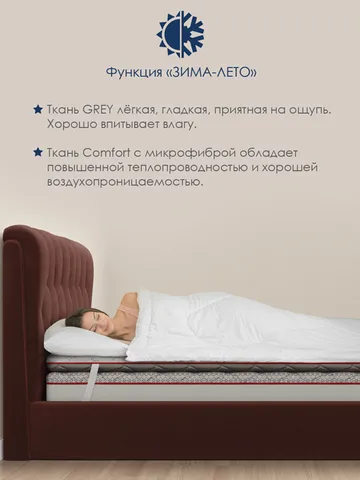 Функция «ЗИМА-ЛЕТО»
Ткань GREY лёгкая, гладкая, приятная на ощупь.
Хорошо впитывает влагу.
Ткань Comfort с микрофиброй обладает
повышенной теплопроводностью и хорошей
воздухопроницаемостью.